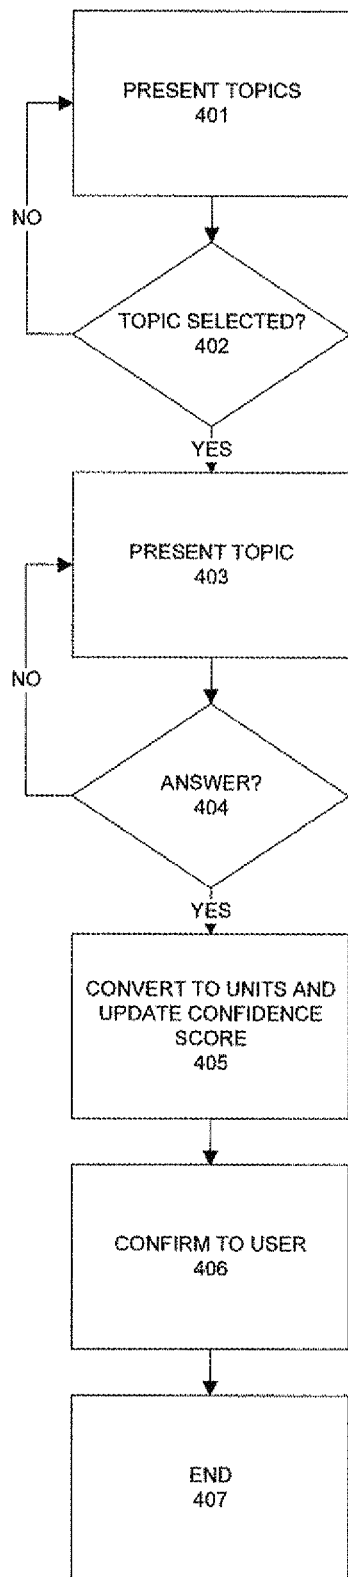 PRESENT TOPICS
401
NO
TOPIC SELECTED?
402
YES
PRESENT TOPIC
403
NO
ANSWER?
404
YES
CONVERT TO UNITS AND
UPDATE CONFIDENCE
SCORE
405
CONFIRM TO USER
406
END
407